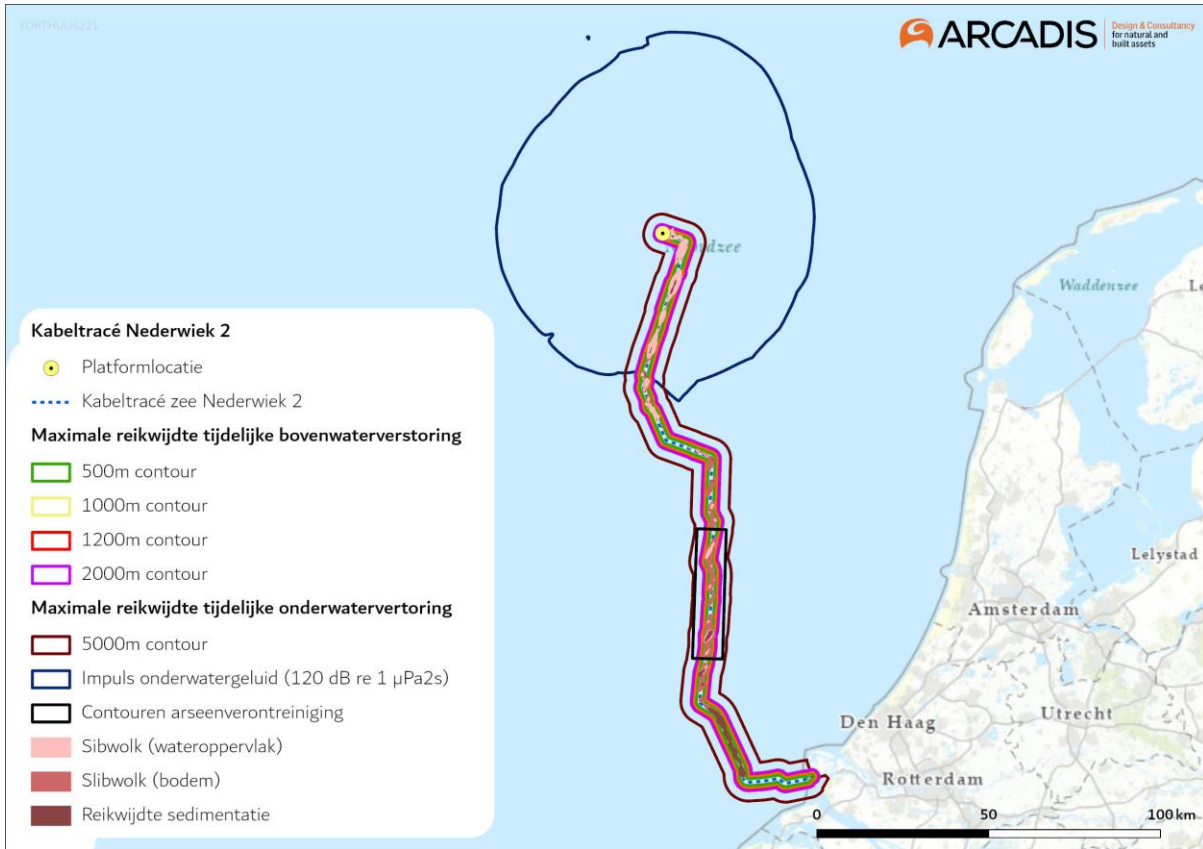 KORTHUU6221
ARCADIS
Design & Consultancy
for natural and
built assets
Waddenzee
Kabeltracé Nederwiek 2
Platformlocatie
Kabeltracé zee Nederwiek 2
Maximale reikwijdte tijdelijke bovenwaterverstoring
500m contour
1000m contour
1200m contour
2000m contour
Maximale reikwijdte tijdelijke onderwatervertoring
5000m contour
Impuls onderwatergeluid (120 dB re 1 µPa2s)
Contouren arseenverontreiniging
Sibwolk (wateroppervlak)
Slibwolk (bodem)
Reikwijdte sedimentatie
Lelystad
Amsterdam
Den Haag
Utrecht
Rotterdam
0 50 100 km